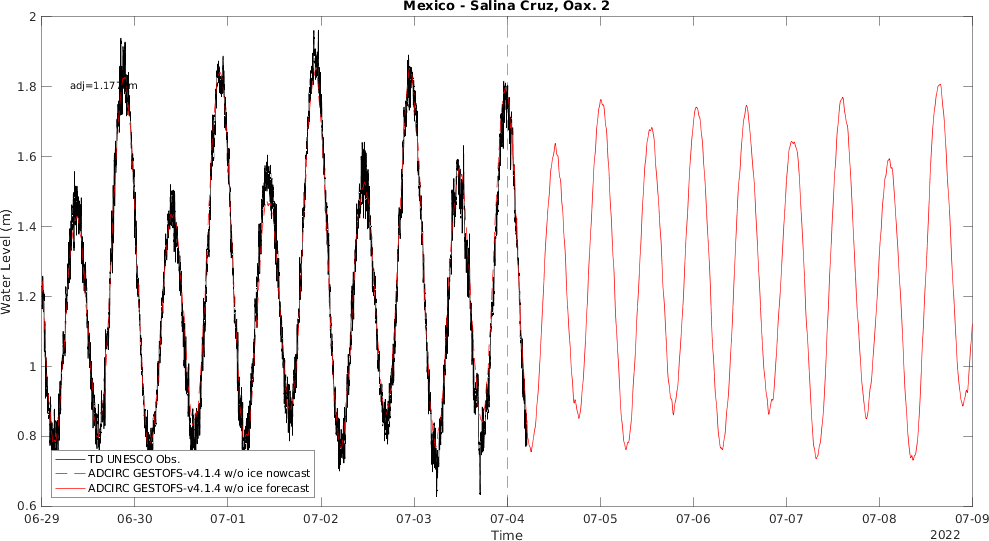 Mexico - Salina Cruz, Oax. 2
Water Level (m)
2
1.8
1.6
1.4
1.2
1
0.8
0.6
TD UNESCO Obs.
ADCIRC GESTOFS-v4.1.4 w/o ice nowcast
ADCIRC GESTOFS-v4.1.4 w/o ice forecast
06-29 06-30 07-01 07-02 07-03 07-04 07-05 07-06 07-07 07-08 07-09
Time
2022